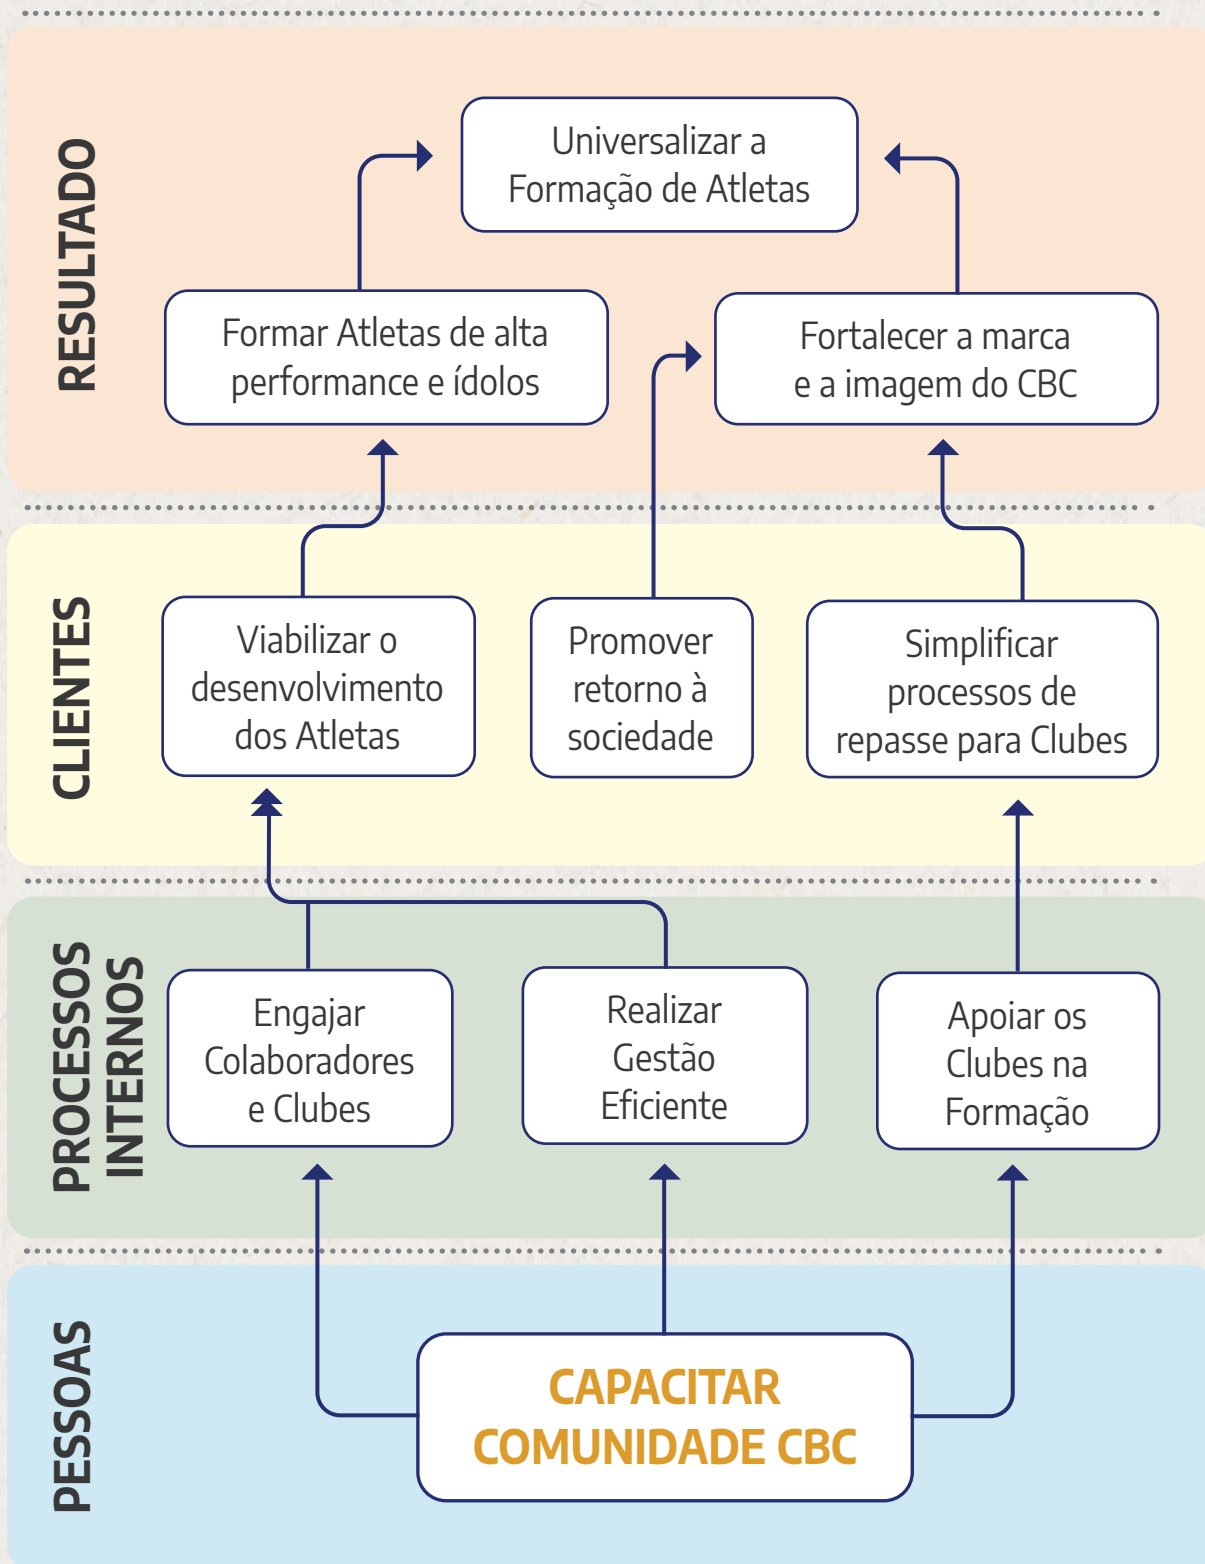 RESULTADO
Universalizar a
Formação de Atletas
Formar Atletas de alta
performance e ídolos
Fortalecer a marca
e a imagem do CBC
CLIENTES
Viabilizar o
desenvolvimento
dos Atletas
Promover
retorno à
sociedade
Simplificar
processos de
repasse para Clubes
PROCESSOS
INTERNOS
Engajar
Colaboradores
e Clubes
Realizar
Gestão
Eficiente
Apoiar os
Clubes na
Formação
PESSOAS
CAPACITAR
COMUNIDADE CBC